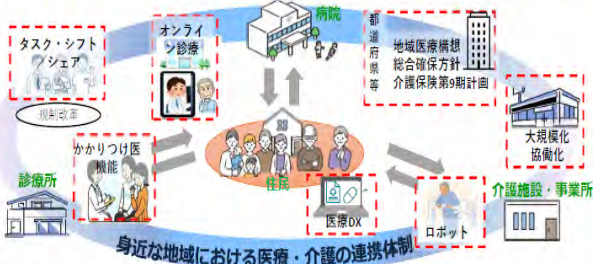 病院
タスク・シフト
シェア
規制改革
オンライ
ン診療
都道府県等
地域医療構想
総合確保方針
介護保険第9期計画
大規模化
協働化
かかりつけ医
機能
診療所
住民
医療DX
ロボット
介護施設・事業所
身近な地域における医療・介護の連携体制